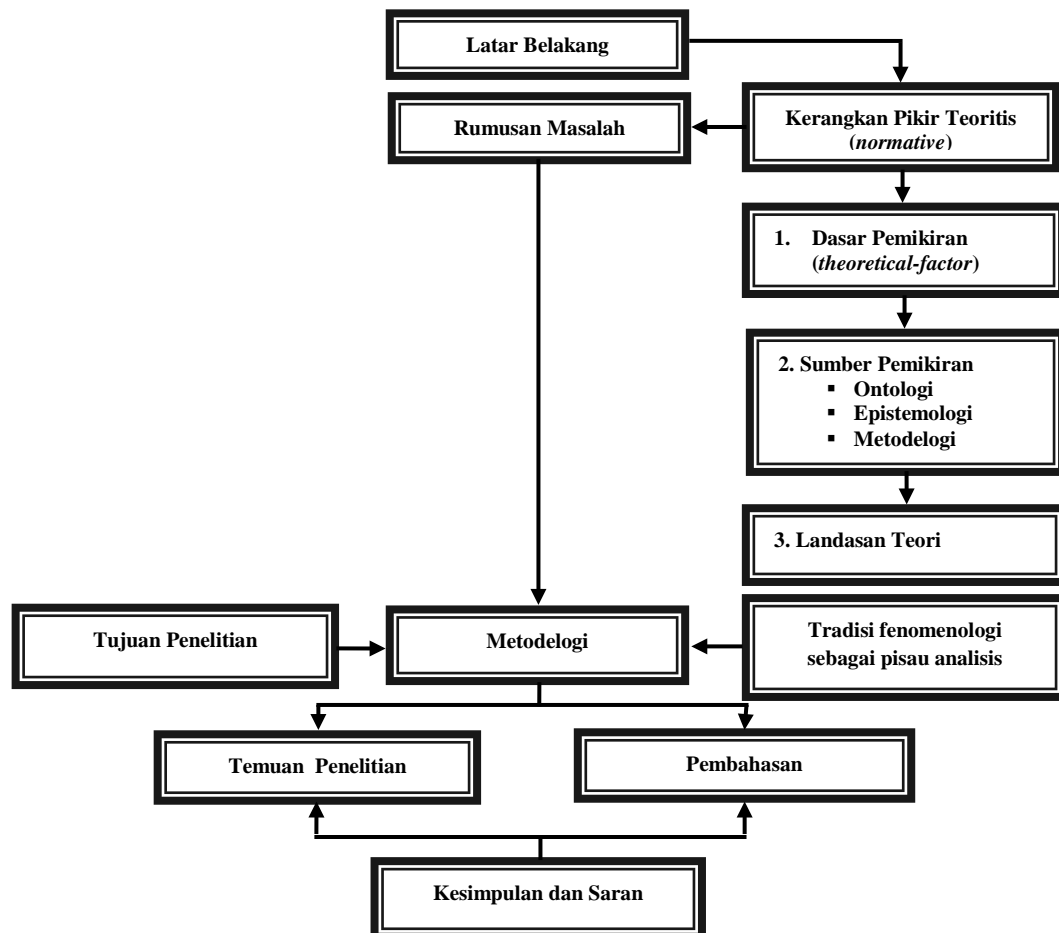 Latar Belakang
Rumusan Masalah
Kerangkan Pikir Teoritis
(normative)
1. Dasar Pemikiran
(theoretical-factor)
2. Sumber Pemikiran
▪ Ontologi
▪ Epistemologi
▪ Metodelogi
3. Landasan Teori
Tujuan Penelitian
Metodelogi
Tradisi fenomenologi
sebagai pisau analisis
Temuan Penelitian
Pembahasan
Kesimpulan dan Saran